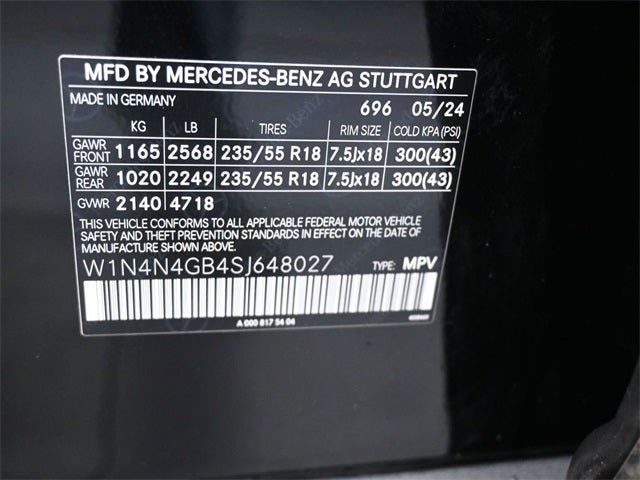 MFD BY MERCEDES-BENZ AG STUTTGART
MADE IN GERMANY 696 05/24
KG LB TIRES RIM SIZE COLD KPA (PSI)
GAWR FRONT 1165 2568 235/55 R18 7.5Jx18 300(43)
GAWR REAR 1020 2249 235/55 R18 7.5Jx18 300(43)
GVWR 2140 4718
THIS VEHICLE CONFORMS TO ALL APPLICABLE FEDERAL MOTOR VEHICLE
SAFETY AND THEFT PREVENTION STANDARDS IN EFFECT ON THE DATE OF
MANUFACTURE SHOWN ABOVE.
W1N4N4GB4SJ648027 TYPE: MPV
A 000 817 54 04